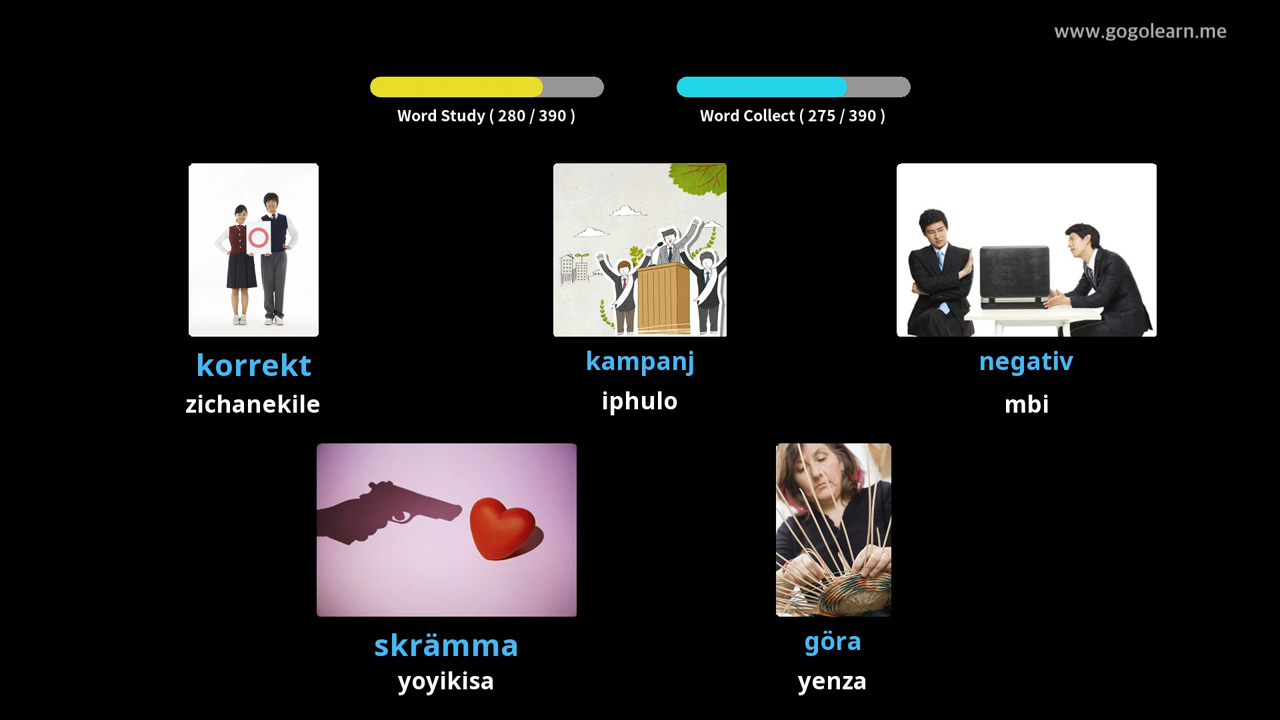 www.gogolearn.me
Word Study ( 280 / 390 )
Word Collect ( 275 / 390 )
korrekt
zichanekile
kampanj
iphulo
negativ
mbi
skrämma
yoyikisa
göra
yenza